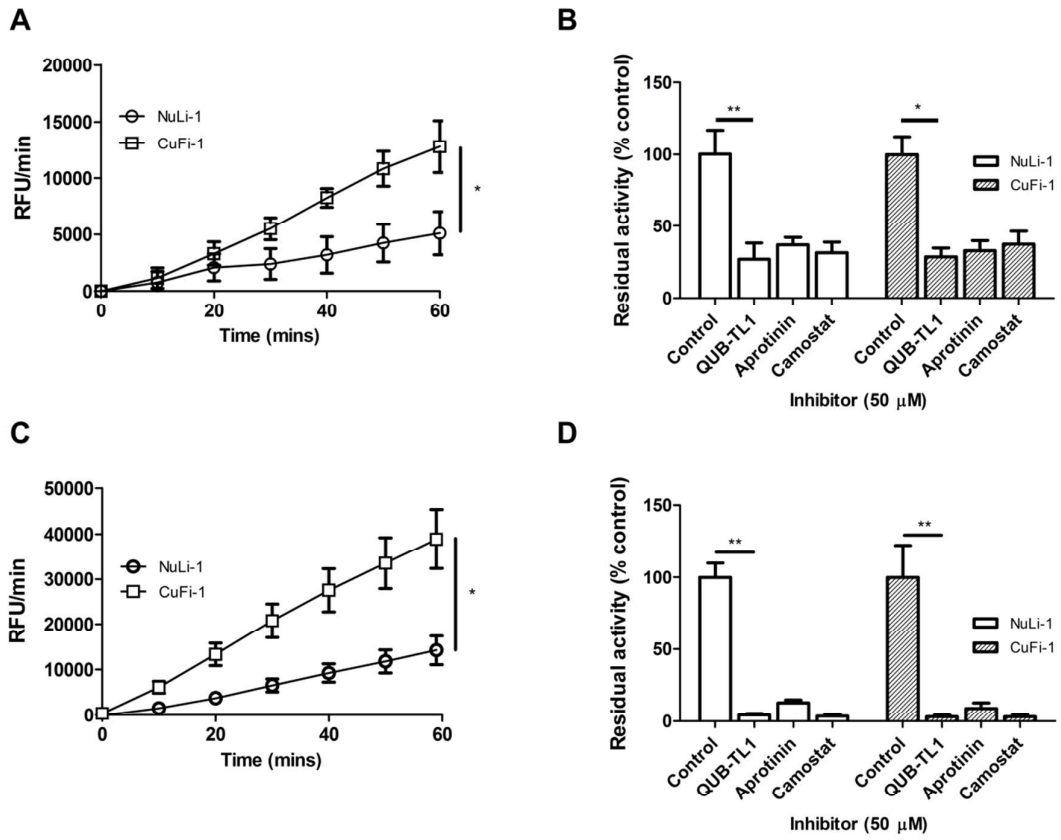 A
20000
15000
10000
5000
0
RFU/min
NuLi-1
CuFi-1
*
0 20 40 60
Time (mins)
B
150
100
50
0
Residual activity (% control)
** *
NuLi-1
CuFi-1
Control QUB-TL1 Aprotinin Camostat Control QUB-TL1 Aprotinin Camostat
Inhibitor (50 μM)
C
50000
40000
30000
20000
10000
0
RFU/min
NuLi-1
CuFi-1
*
0 20 40 60
Time (mins)
D
150
100
50
0
Residual activity (% control)
** **
NuLi-1
CuFi-1
Control QUB-TL1 Aprotinin Camostat Control QUB-TL1 Aprotinin Camostat
Inhibitor (50 μM)